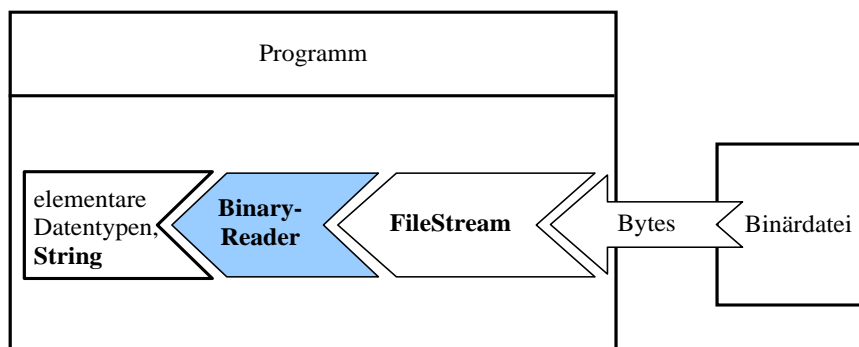 Programm
elementare
Datentypen,
String
Binary-
Reader
FileStream
Bytes
Binärdatei